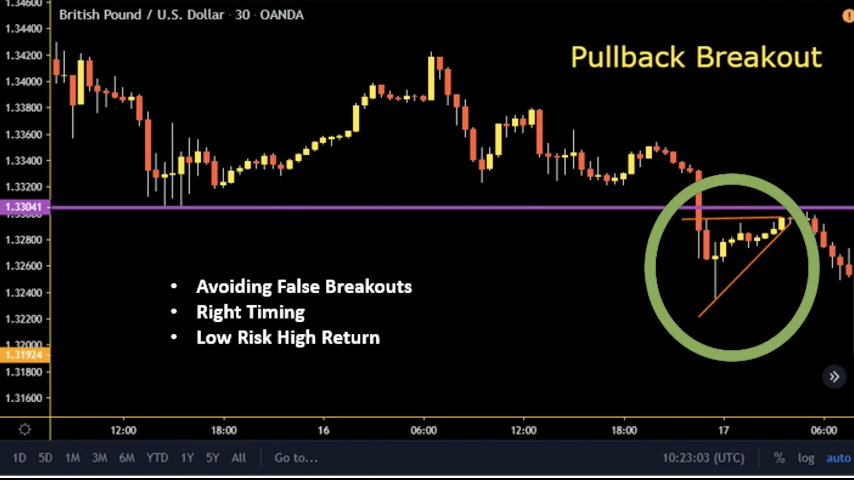 1.34600
British Pound / U.S. Dollar · 30 · OANDA
1.34400
1.34200
Pullback Breakout
1.34000
1.33800
1.33600
1.33400
1.33200
1.33041
1.32800
• Avoiding False Breakouts
1.32600
1.32400
• Right Timing
1.32200
• Low Risk High Return
1.31924
1.31800
1.31600
12:00 18:00 16 06:00 12:00 18:00 17 06:00
1D 5D 1M 3M 6M YTD 1Y 5Y All Go to... 10:23:03 (UTC) % log auto